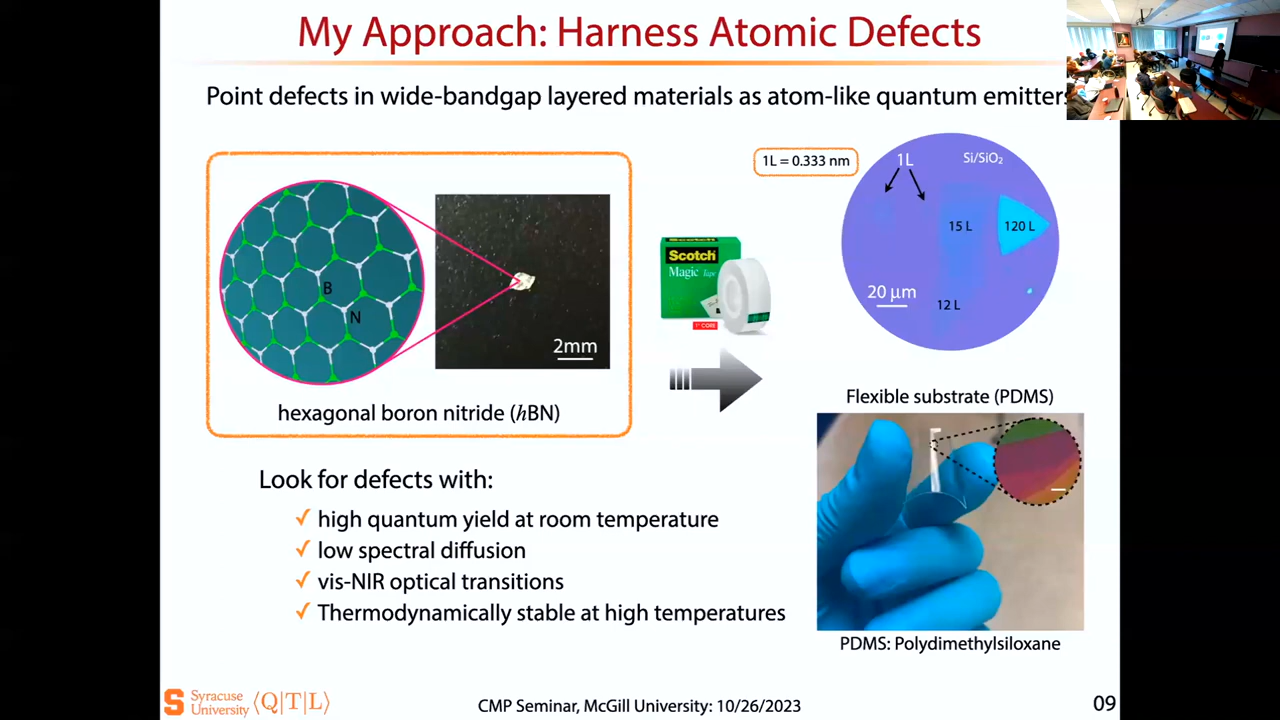 My Approach: Harness Atomic Defects
Point defects in wide-bandgap layered materials as atom-like quantum emitters
B
N
2mm
hexagonal boron nitride (hBN)
Scotch
Magic Tape
1" CORE
1L = 0.333 nm
1L
Si/SiO₂
15 L
120 L
20 μm
12 L
Flexible substrate (PDMS)
PDMS: Polydimethylsiloxane
Look for defects with:
✓ high quantum yield at room temperature
✓ low spectral diffusion
✓ vis-NIR optical transitions
✓ Thermodynamically stable at high temperatures
S Syracuse
University
⟨Q|T|L⟩
CMP Seminar, McGill University: 10/26/2023
09